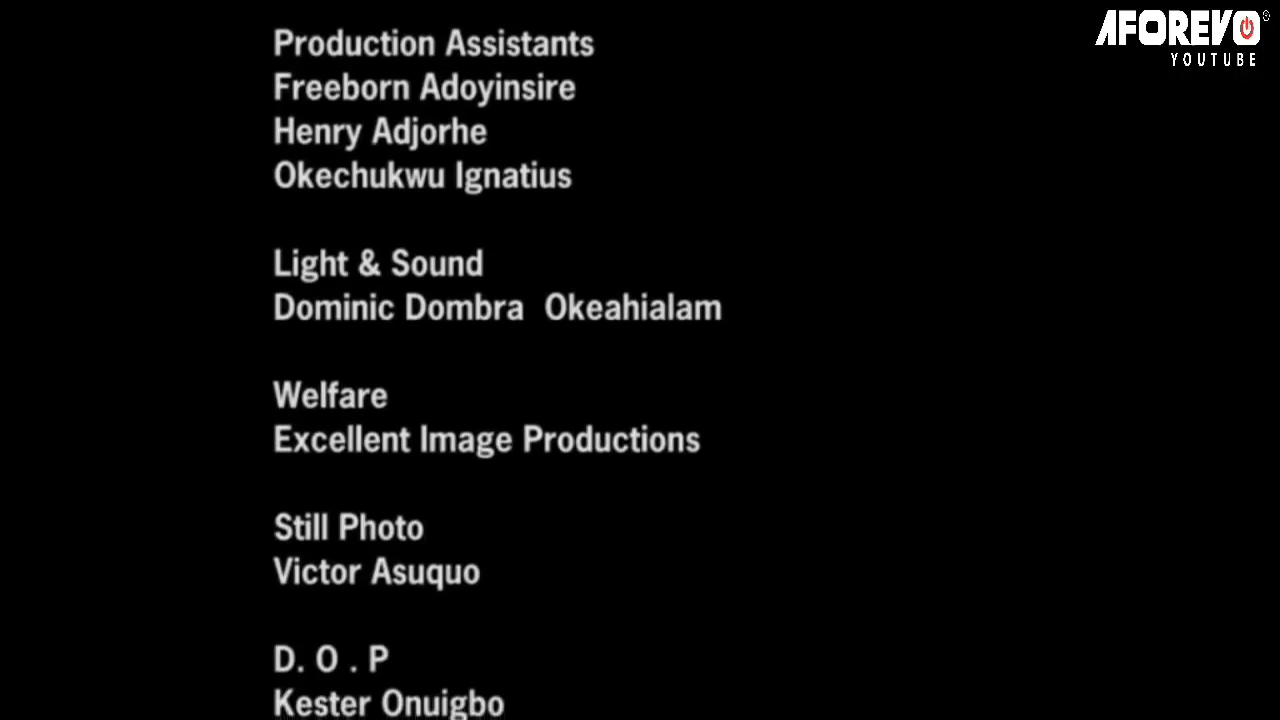 AFOREVO
YOUTUBE
Production Assistants
Freeborn Adoyinsire
Henry Adjorhe
Okechukwu Ignatius
Light & Sound
Dominic Dombra  Okeahialam
Welfare
Excellent Image Productions
Still Photo
Victor Asuquo
D. O . P
Kester Onuigbo